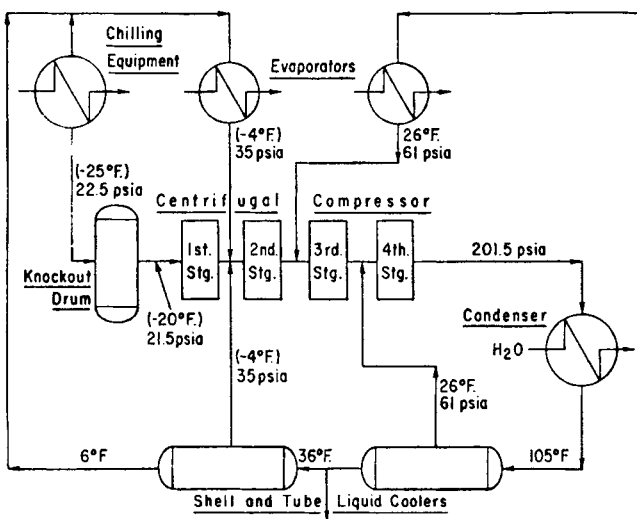 Chilling
Equipment
Evaporators
(-4°F.)
35 psia
26°F.
61 psia
(-25°F.)
22.5 psia
Centrifugal Compressor
1st.
Stg.
2nd.
Stg.
3rd.
Stg.
4th.
Stg.
201.5 psia
Knockout
Drum
(-20°F.)
21.5psia
Condenser
H2O
(-4°F.)
35 psia
26°F.
61 psia
6°F
36°F.
105°F
Shell and Tube Liquid Coolers